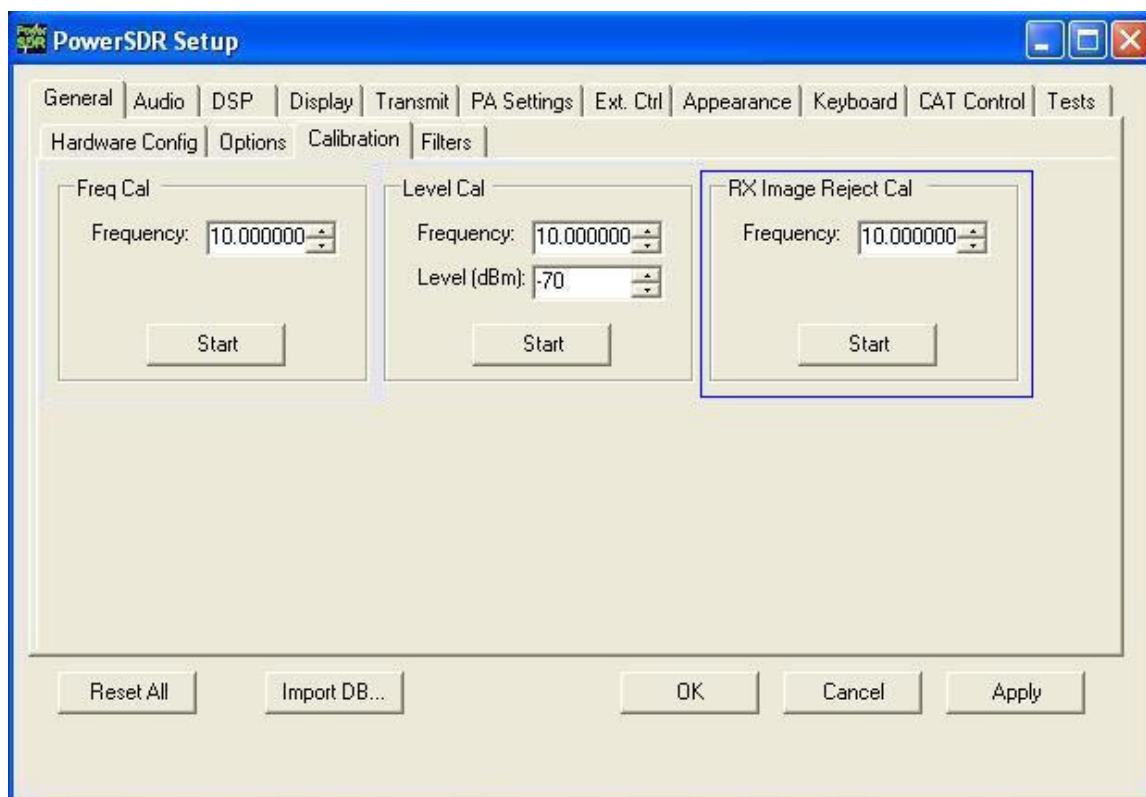 Power SDR PowerSDR Setup
General Audio DSP Display Transmit PA Settings Ext. Ctrl Appearance Keyboard CAT Control Tests
Hardware Config Options Calibration Filters
Freq Cal
Frequency: 10.000000
Start
Level Cal
Frequency: 10.000000
Level (dBm): -70
Start
RX Image Reject Cal
Frequency: 10.000000
Start
Reset All Import DB... OK Cancel Apply